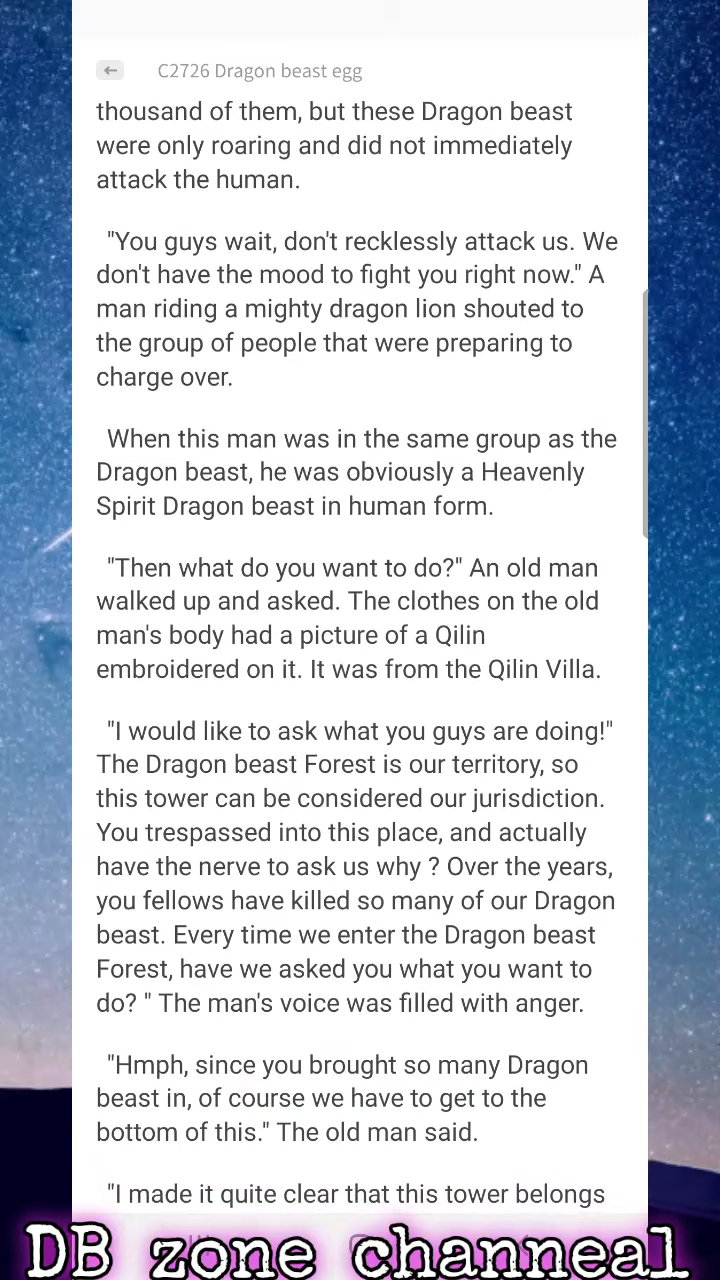 C2726 Dragon beast egg
thousand of them, but these Dragon beast
were only roaring and did not immediately
attack the human.
"You guys wait, don't recklessly attack us. We
don't have the mood to fight you right now." A
man riding a mighty dragon lion shouted to
the group of people that were preparing to
charge over.
When this man was in the same group as the
Dragon beast, he was obviously a Heavenly
Spirit Dragon beast in human form.
"Then what do you want to do?" An old man
walked up and asked. The clothes on the old
man's body had a picture of a Qilin
embroidered on it. It was from the Qilin Villa.
"I would like to ask what you guys are doing!"
The Dragon beast Forest is our territory, so
this tower can be considered our jurisdiction.
You trespassed into this place, and actually
have the nerve to ask us why ? Over the years,
you fellows have killed so many of our Dragon
beast. Every time we enter the Dragon beast
Forest, have we asked you what you want to
do? " The man's voice was filled with anger.
"Hmph, since you brought so many Dragon
beast in, of course we have to get to the
bottom of this." The old man said.
"I made it quite clear that this tower belongs
DB zone channeal